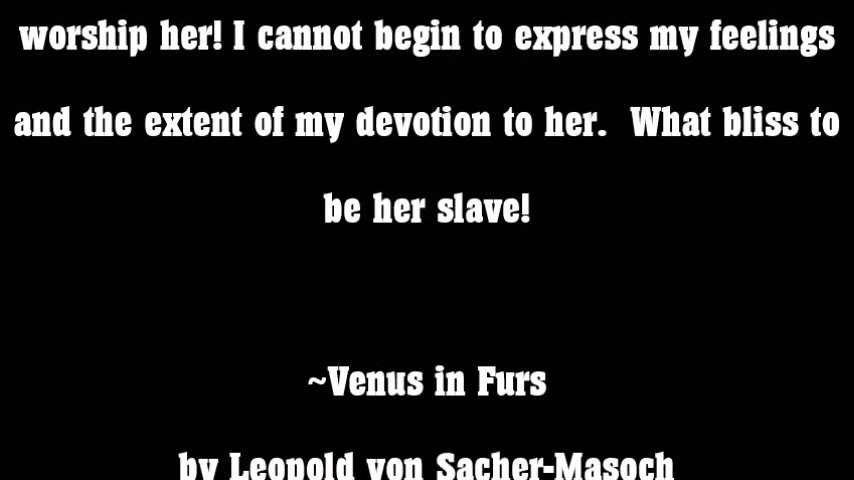 worship her! I cannot begin to express my feelings
and the extent of my devotion to her.  What bliss to
be her slave!
~Venus in Furs
by Leopold von Sacher-Masoch